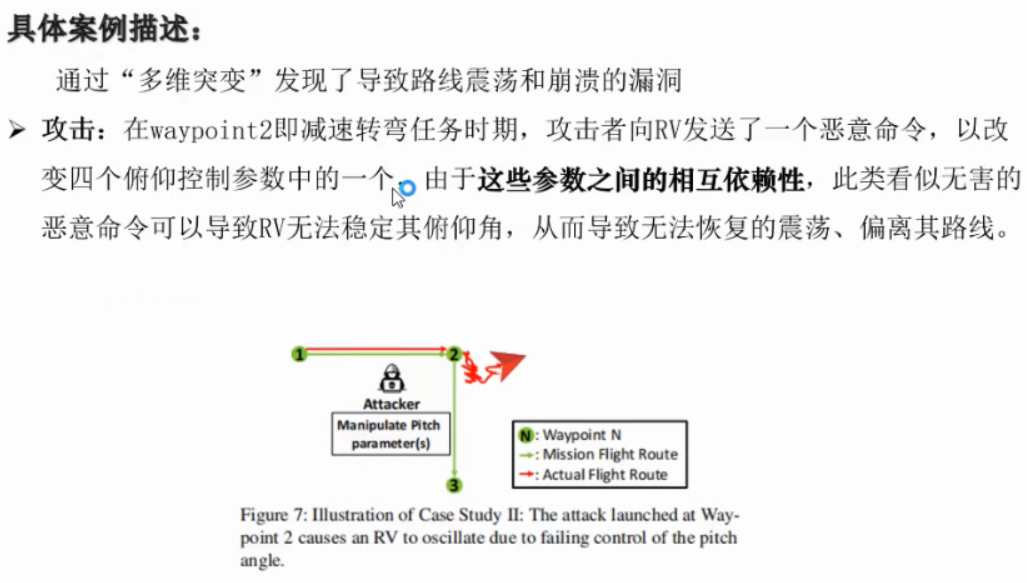 具体案例描述：
通过“多维突变”发现了导致路线震荡和崩溃的漏洞
➢ 攻击：在waypoint2即减速转弯任务时期，攻击者向RV发送了一个恶意命令，以改
变四个俯仰控制参数中的一个。由于这些参数之间的相互依赖性，此类看似无害的
恶意命令可以导致RV无法稳定其俯仰角，从而导致无法恢复的震荡、偏离其路线。
1
2
Attacker
Manipulate Pitch
parameter(s)
N: Waypoint N
→: Mission Flight Route
→: Actual Flight Route
3
Figure 7: Illustration of Case Study II: The attack launched at Way-
point 2 causes an RV to oscillate due to failing control of the pitch
angle.